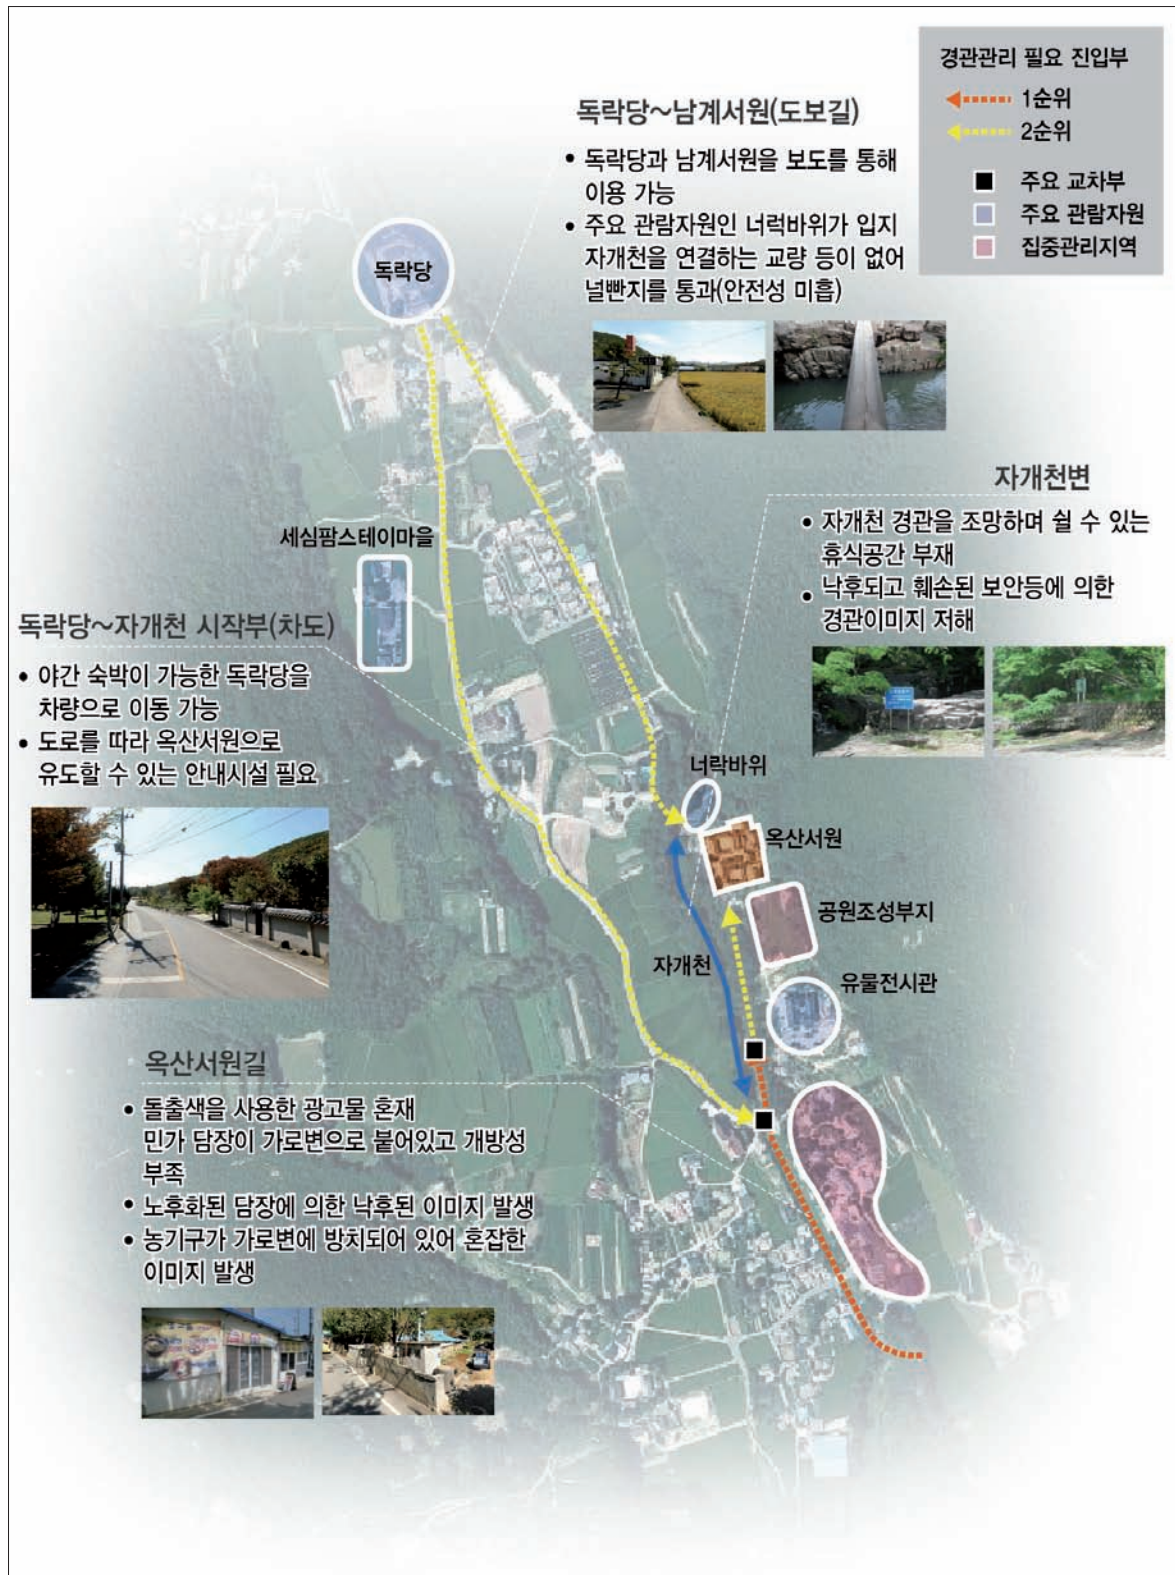 경관관리 필요 진입부
1순위
2순위
주요 교차부
주요 관람자원
집중관리지역
독락당~남계서원(도보길)
• 독락당과 남계서원을 보도를 통해
이용 가능
• 주요 관람자원인 너럭바위가 입지
자개천을 연결하는 교량 등이 없어
널빤지를 통과(안전성 미흡)
독락당
자개천변
• 자개천 경관을 조망하며 쉴 수 있는
휴식공간 부재
• 낙후되고 훼손된 보안등에 의한
경관이미지 저해
세심팜스테이마을
독락당~자개천 시작부(차도)
• 야간 숙박이 가능한 독락당을
차량으로 이동 가능
• 도로를 따라 옥산서원으로
유도할 수 있는 안내시설 필요
너락바위
옥산서원
공원조성부지
자개천
유물전시관
옥산서원길
• 돌출색을 사용한 광고물 혼재
민가 담장이 가로변으로 붙어있고 개방성
부족
• 노후화된 담장에 의한 낙후된 이미지 발생
• 농기구가 가로변에 방치되어 있어 혼잡한
이미지 발생